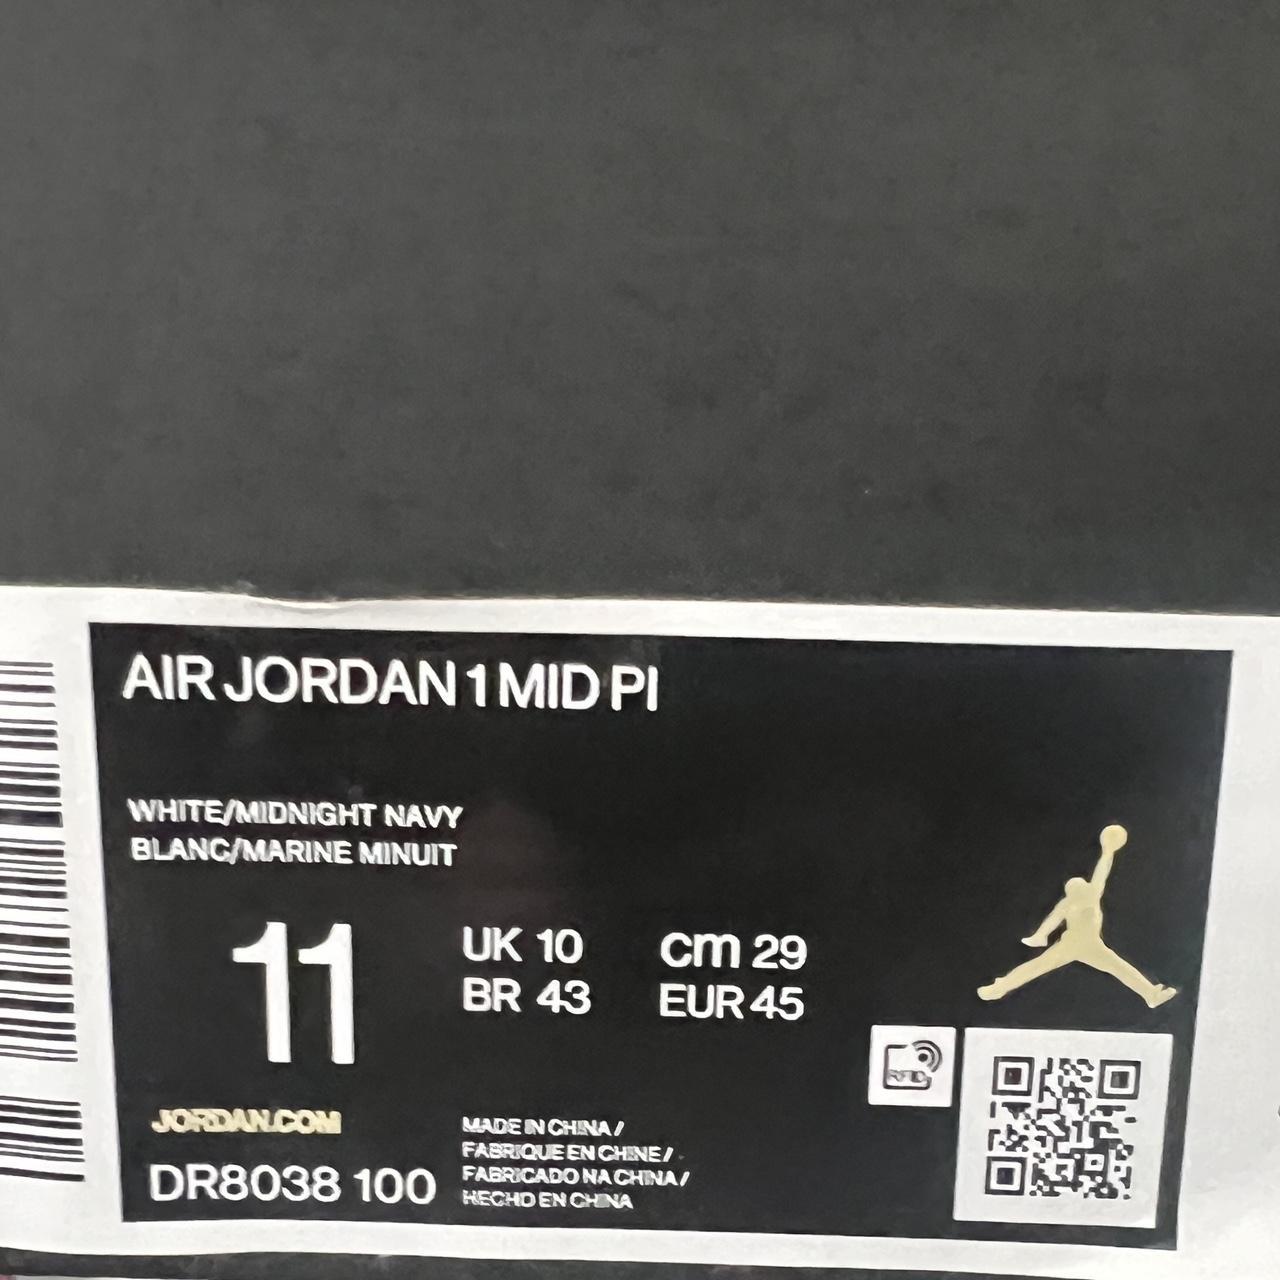 AIR JORDAN 1 MID PI
WHITE/MIDNIGHT NAVY
BLANC/MARINE MINUIT
11
UK 10
cm 29
BR 43
EUR 45
RFID
JORDAN.COM
DR8038 100
MADE IN CHINA /
FABRIQUE EN CHINE /
FABRICADO NA CHINA /
HECHO EN CHINA